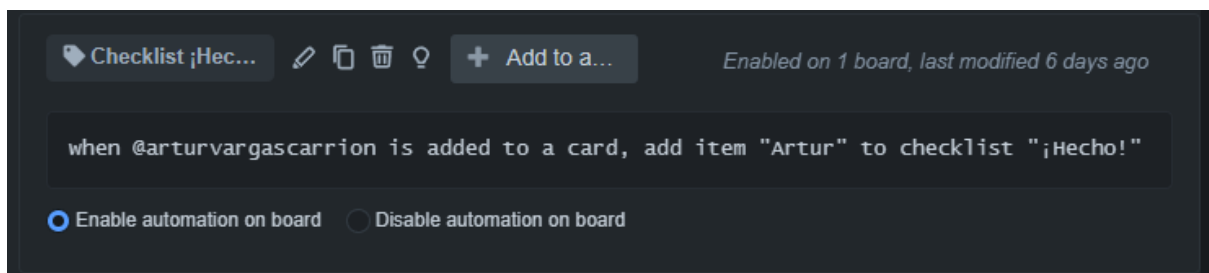 Checklist ¡Hec... Add to a... Enabled on 1 board, last modified 6 days ago
when @arturvargascarrion is added to a card, add item "Artur" to checklist "¡Hecho!"
Enable automation on board Disable automation on board